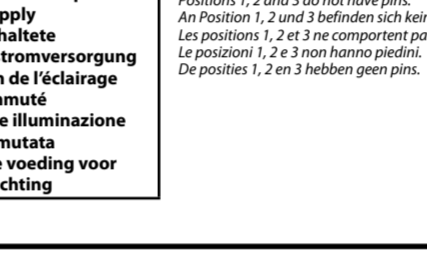 pply
haltete
tromversorgung
n de l'éclairage
nmuté
e illuminazione
mutata
e voeding voor
chting
Positions 1, 2 and 3 do not have pins.
An Position 1, 2 und 3 befinden sich kein
Les positions 1, 2 et 3 ne comportent pa
Le posizioni 1, 2 e 3 non hanno piedini.
De posities 1, 2 en 3 hebben geen pins.